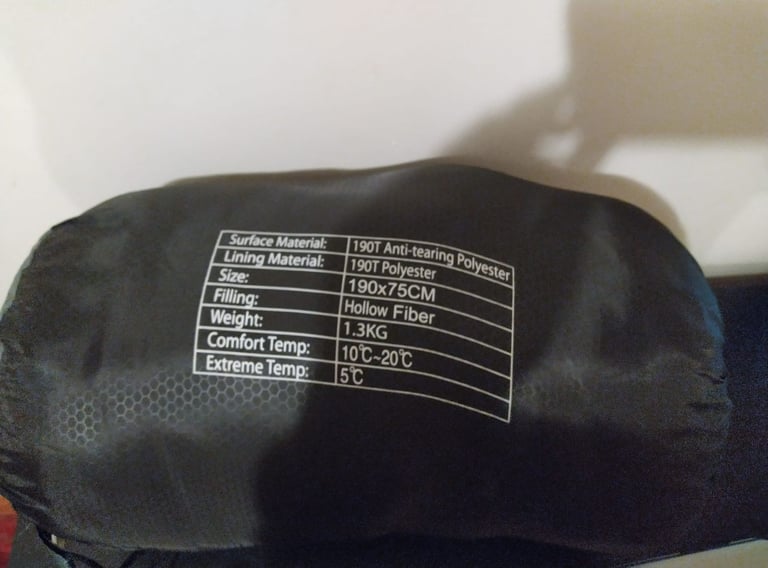 Surface Material: 190T Anti-tearing Polyester
Lining Material: 190T Polyester
Size: 190x75CM
Filling: Hollow Fiber
Weight: 1.3KG
Comfort Temp: 10℃~20℃
Extreme Temp: 5℃